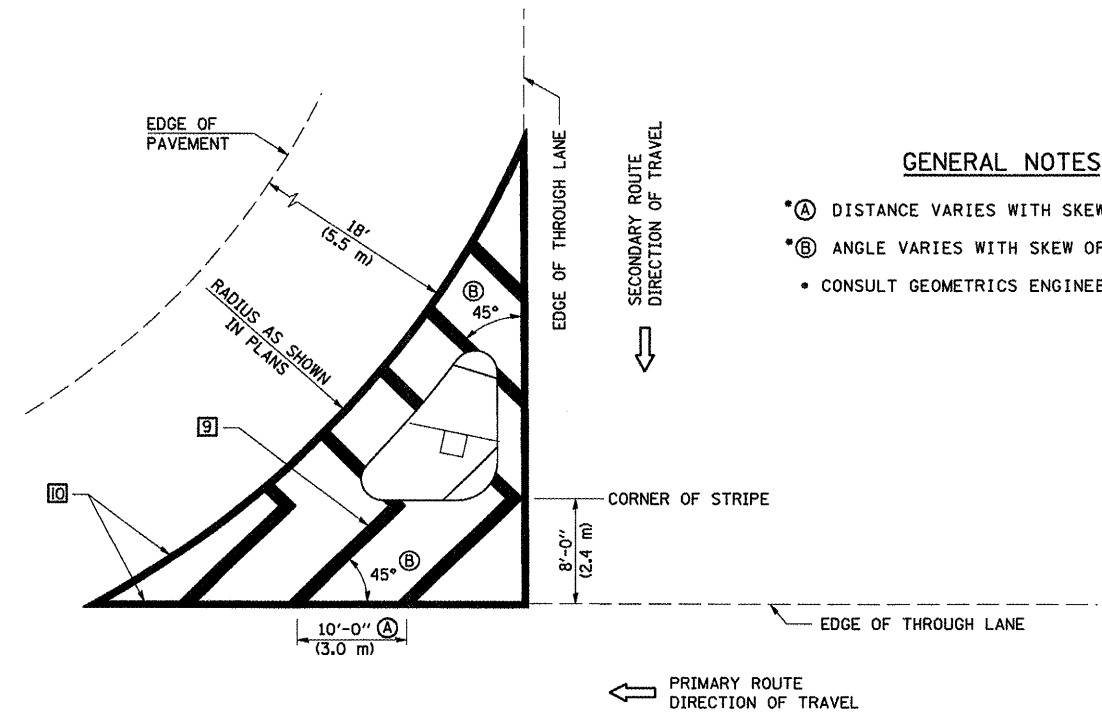 EDGE OF
PAVEMENT
18'
(5.5 m)
RADIUS AS SHOWN
IN PLANS
EDGE OF THROUGH LANE
SECONDARY ROUTE
DIRECTION OF TRAVEL
GENERAL NOTES
*Ⓐ DISTANCE VARIES WITH SKEW
*Ⓑ ANGLE VARIES WITH SKEW OF
• CONSULT GEOMETRICS ENGINEE
Ⓑ
45°
9
10
CORNER OF STRIPE
8'-0"
(2.4 m)
45° Ⓑ
10'-0" Ⓐ
(3.0 m)
EDGE OF THROUGH LANE
PRIMARY ROUTE
DIRECTION OF TRAVEL